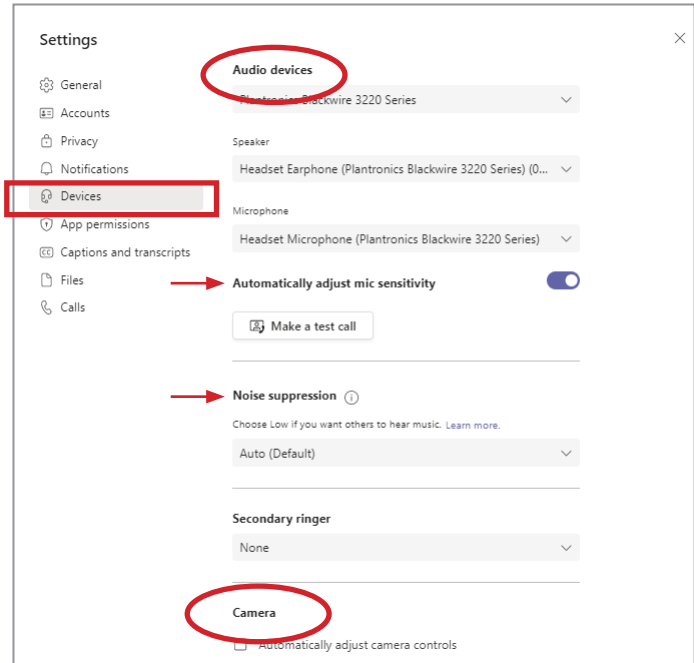 Settings
General
Accounts
Privacy
Notifications
Devices
App permissions
Captions and transcripts
Files
Calls
Audio devices
Plantronics Blackwire 3220 Series
Speaker
Headset Earphone (Plantronics Blackwire 3220 Series) (0...
Microphone
Headset Microphone (Plantronics Blackwire 3220 Series)
Automatically adjust mic sensitivity
Make a test call
Noise suppression
Choose Low if you want others to hear music. Learn more.
Auto (Default)
Secondary ringer
None
Camera
Automatically adjust camera controls